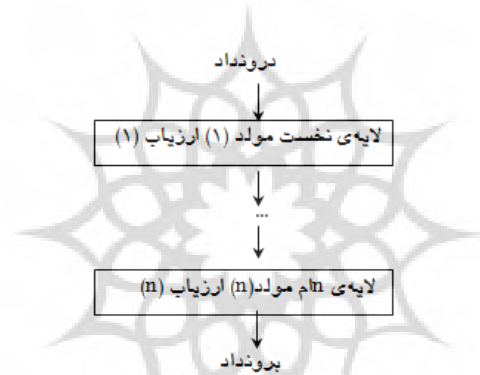 درونداد
لایه‌ی نخست مولد (۱) ارزیاب (۱)
...
لایه‌ی nام مولد(n) ارزیاب (n)
برونداد